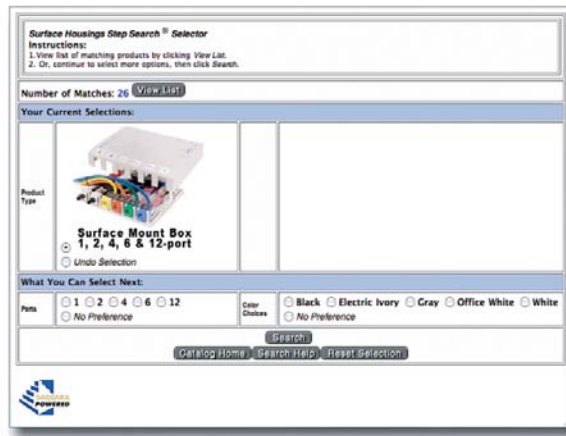 Surface Housings Step Search ® Selector
Instructions:
1. View list of matching products by clicking View List.
2. Or, continue to select more options, then click Search.
Number of Matches: 26 View List
Your Current Selections:
Product Type
Surface Mount Box
1, 2, 4, 6 & 12-port
Undo Selection
What You Can Select Next:
Ports 1 2 4 6 12
No Preference
Color Choices Black Electric Ivory Gray Office White White
No Preference
Search
Catalog Home Search Help Reset Selection
POWERED